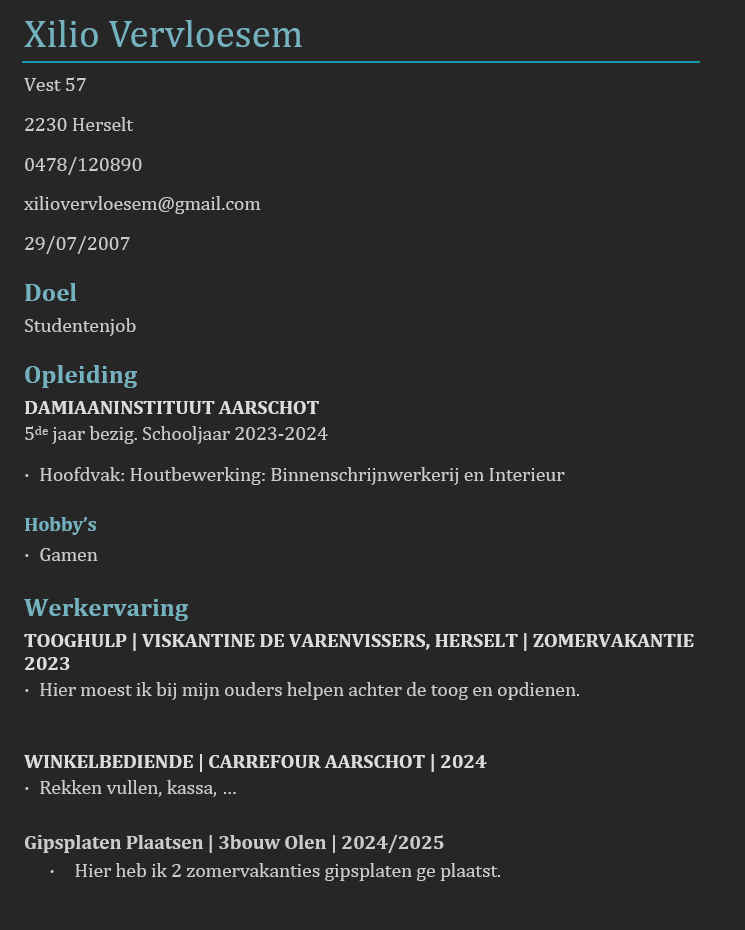 Xilio Vervloesem
Vest 57
2230 Herselt
0478/120890
xiliovervloesem@gmail.com
29/07/2007
Doel
Studentenjob
Opleiding
DAMIAANINSTITUUT AARSCHOT
5de jaar bezig. Schooljaar 2023-2024
· Hoofdvak: Houtbewerking: Binnenschrijnwerkerij en Interieur
Hobby’s
· Gamen
Werkervaring
TOOGHULP | VISKANTINE DE VARENVISSERS, HERSELT | ZOMERVAKANTIE
2023
· Hier moest ik bij mijn ouders helpen achter de toog en opdienen.
WINKELBEDIENDE | CARREFOUR AARSCHOT | 2024
· Rekken vullen, kassa, …
Gipsplaten Plaatsen | 3bouw Olen | 2024/2025
· Hier heb ik 2 zomervakanties gipsplaten ge plaatst.